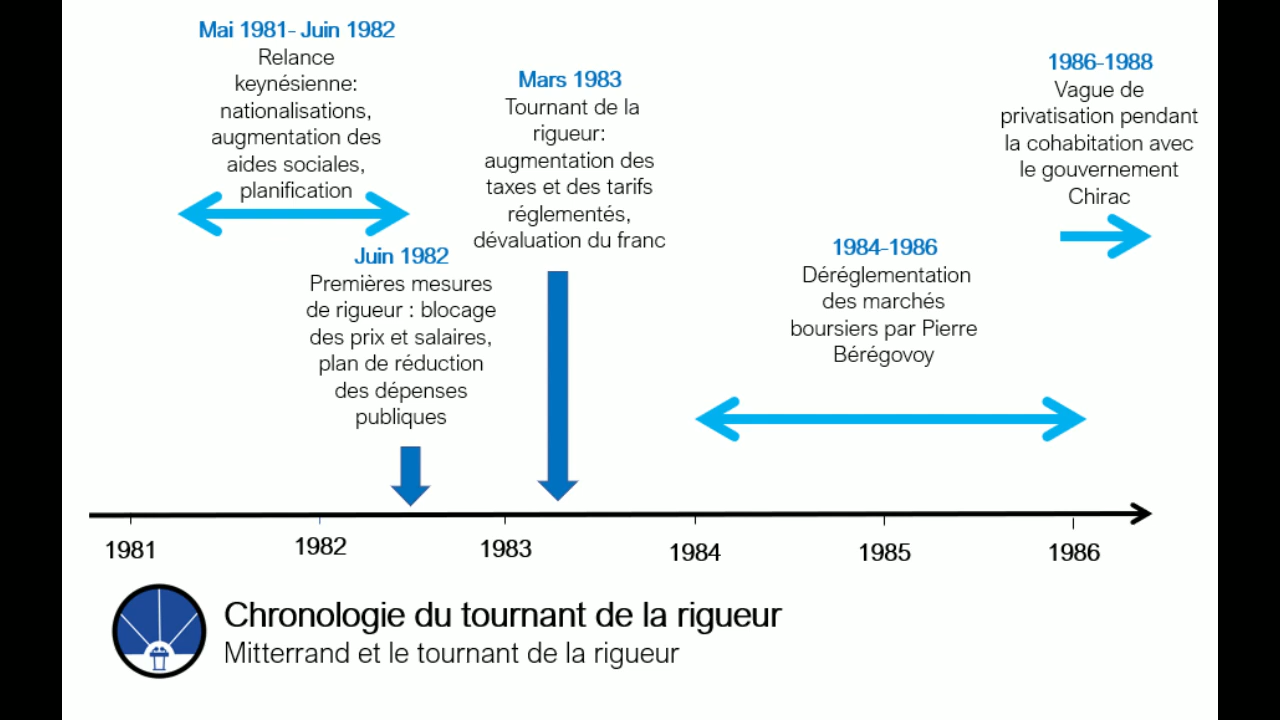 Mai 1981- Juin 1982
Relance
keynésienne:
nationalisations,
augmentation des
aides sociales,
planification
Juin 1982
Premières mesures
de rigueur : blocage
des prix et salaires,
plan de réduction
des dépenses
publiques
Mars 1983
Tournant de la
rigueur:
augmentation des
taxes et des tarifs
réglementés,
dévaluation du franc
1984-1986
Déréglementation
des marchés
boursiers par Pierre
Bérégovoy
1986-1988
Vague de
privatisation pendant
la cohabitation avec
le gouvernement
Chirac
1981
1982
1983
1984
1985
1986
Chronologie du tournant de la rigueur
Mitterrand et le tournant de la rigueur